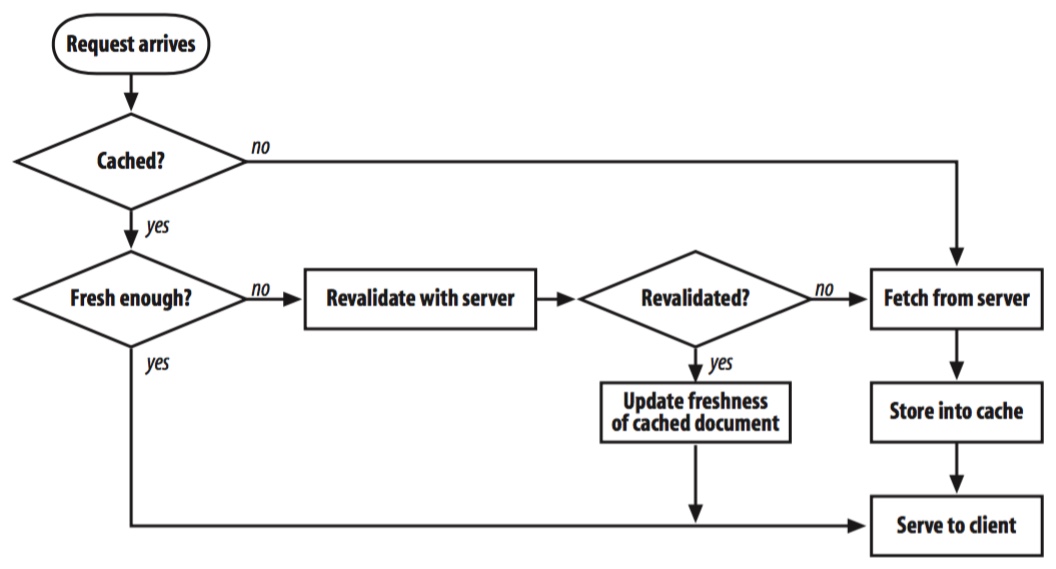 Request arrives
Cached?
no
yes
Fresh enough?
no
Revalidate with server
Revalidated?
no
Fetch from server
yes
yes
Update freshness
of cached document
Store into cache
Serve to client